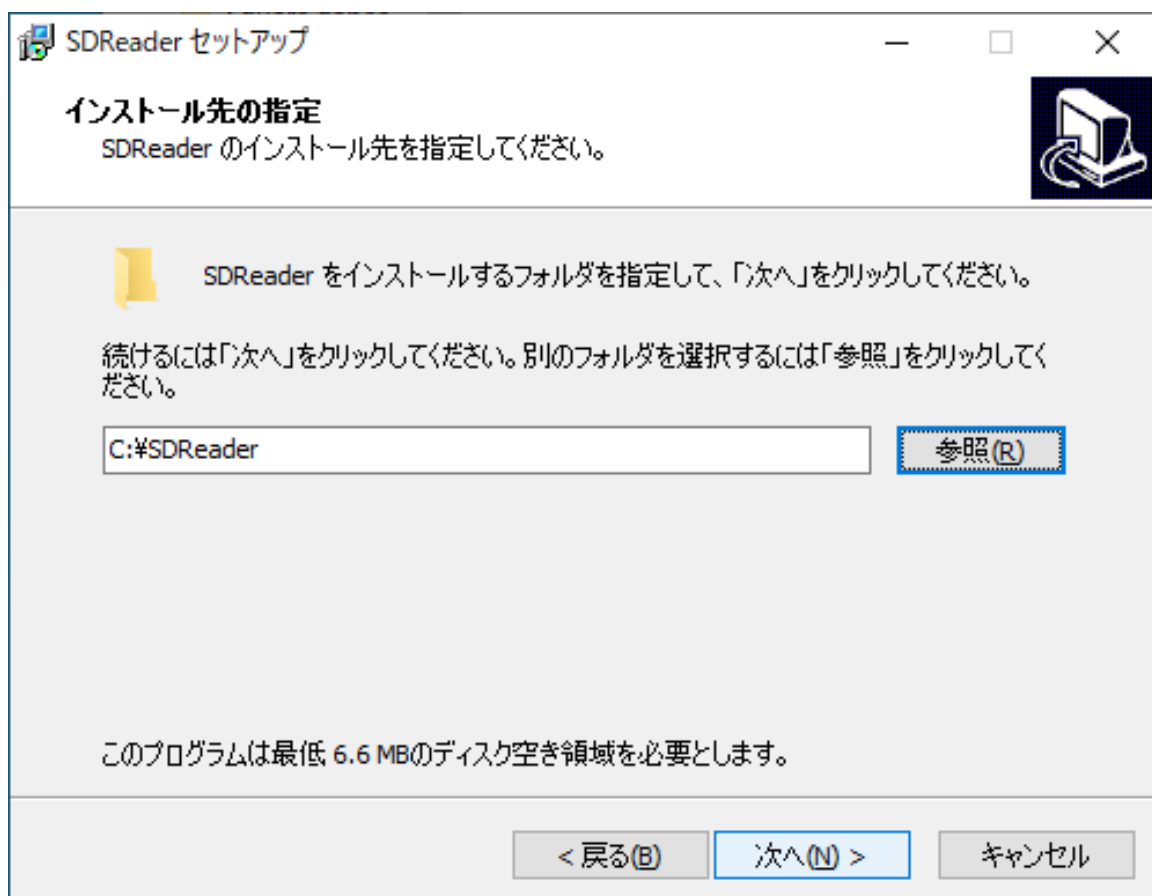 SDReader セットアップ
インストール先の指定
SDReader のインストール先を指定してください。
SDReader をインストールするフォルダを指定して、「次へ」をクリックしてください。
続けるには「次へ」をクリックしてください。別のフォルダを選択するには「参照」をクリックしてく
ださい。
C:¥SDReader
参照(R)
このプログラムは最低 6.6 MBのディスク空き領域を必要とします。
< 戻る(B)
次へ(N) >
キャンセル